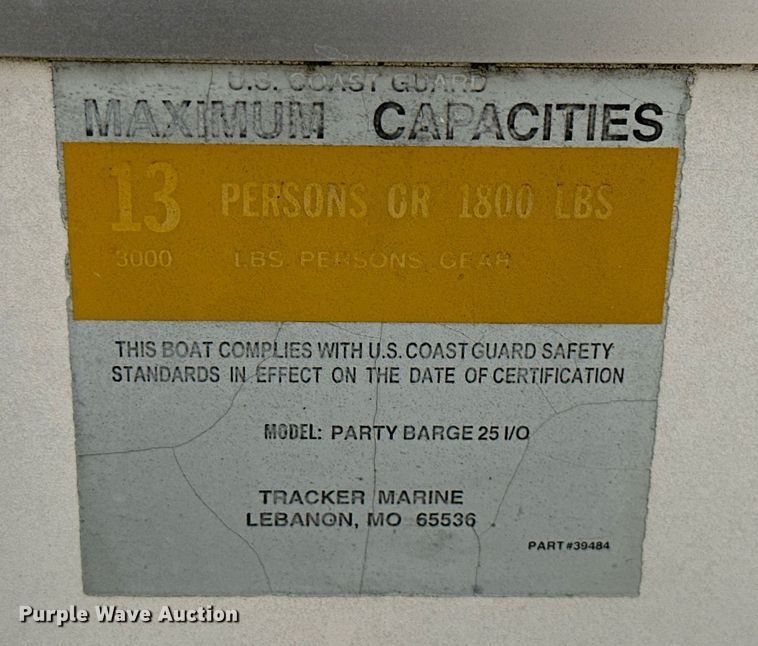 U.S. COAST GUARD
MAXIMUM CAPACITIES
13 PERSONS OR 1800 LBS
3000 LBS PERSONS GEAR
THIS BOAT COMPLIES WITH U.S. COAST GUARD SAFETY
STANDARDS IN EFFECT ON THE DATE OF CERTIFICATION
MODEL: PARTY BARGE 25 I/O
TRACKER MARINE
LEBANON, MO 65536
PART #39484
Purple Wave Auction